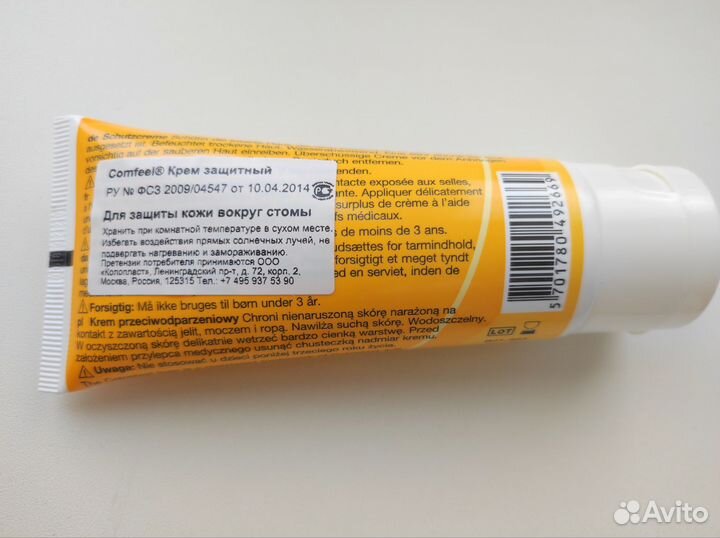 de Schutzcreme
ausgesetzt ist. Befeuchtet trockene Haut.
vorsichtig auf der sauberen Haut einreiben. Überschüssige Creme vor dem
entfernen.
Comfeel® Крем защитный
РУ № ФСЗ 2009/04547 от 10.04.2014
Для защиты кожи вокруг стомы
Хранить при комнатной температуре в сухом месте.
Избегать воздействия прямых солнечных лучей, не
подвергать нагреванию и замораживанию.
Претензии потребителя принимаются ООО
«Колопласт», Ленинградский пр-т, д. 72, корп. 2,
Москва, Россия, 125315 Тел.: +7 495 937 53 90
exposée aux selles,
Appliquer délicatement
surplus de crème à l'aide
médicaux.
de moins de 3 ans.
udsættes for tarmindhold,
forsigtigt et meget tyndt
ed en serviet, inden de
Forsigtig: Må ikke bruges til børn under 3 år.
pl Krem przeciwodparzeniowy Chroni nienaruszoną skórę narażoną na
kontakt z zawartością jelit, moczem i ropą. Nawilża suchą skórę. Wodoszczelny.
W oczyszczoną skórę delikatnie wetrzeć bardzo cienką warstwę. Przed
założeniem przylepca medycznego usunąć chusteczką nadmiar kremu.
Uwaga: Nie stosować u dzieci poniżej trzeciego roku życia.
5 701780 492669
LOT
Avito